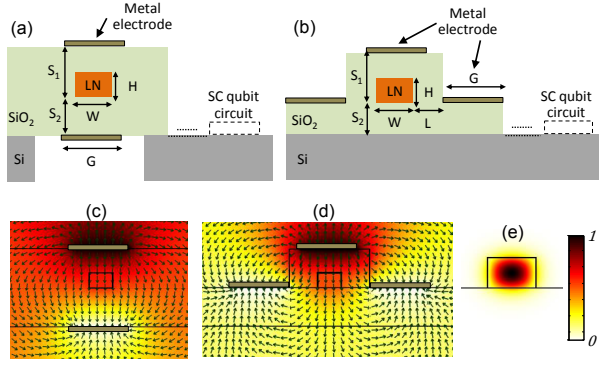 (a)
Metal
electrode
S1
LN
H
SiO2
S2
W
G
Si
SC qubit
circuit
(b)
Metal
electrode
G
S1
LN
H
SiO2
S2
W
L
Si
SC qubit
circuit
(c)
(d)
(e)
1
0